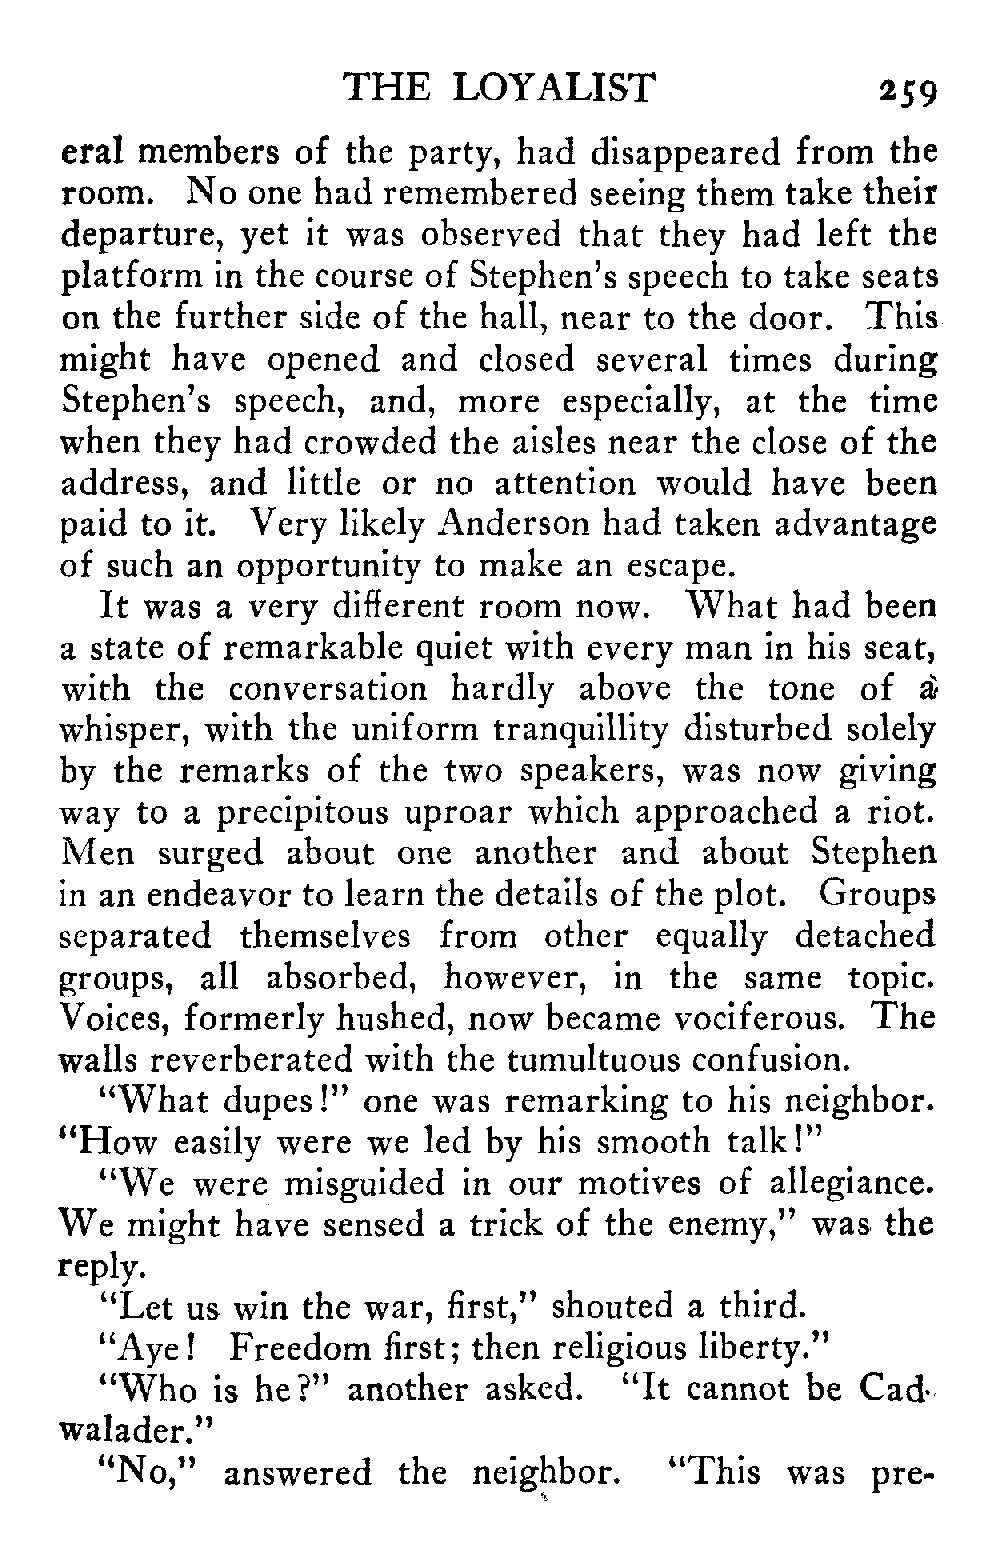 THE LOYALIST 259
eral members of the party, had disappeared from the
room. No one had remembered seeing them take their
departure, yet it was observed that they had left the
platform in the course of Stephen's speech to take seats
on the further side of the hall, near to the door. This
might have opened and closed several times during
Stephen's speech, and, more especially, at the time
when they had crowded the aisles near the close of the
address, and little or no attention would have been
paid to it. Very likely Anderson had taken advantage
of such an opportunity to make an escape.
It was a very different room now. What had been
a state of remarkable quiet with every man in his seat,
with the conversation hardly above the tone of a
whisper, with the uniform tranquillity disturbed solely
by the remarks of the two speakers, was now giving
way to a precipitous uproar which approached a riot.
Men surged about one another and about Stephen
in an endeavor to learn the details of the plot. Groups
separated themselves from other equally detached
groups, all absorbed, however, in the same topic.
Voices, formerly hushed, now became vociferous. The
walls reverberated with the tumultuous confusion.
"What dupes!" one was remarking to his neighbor.
"How easily were we led by his smooth talk!"
"We were misguided in our motives of allegiance.
We might have sensed a trick of the enemy," was the
reply.
"Let us win the war, first," shouted a third.
"Aye! Freedom first; then religious liberty."
"Who is he?" another asked. "It cannot be Cad-
walader."
"No," answered the neighbor. "This was pre-